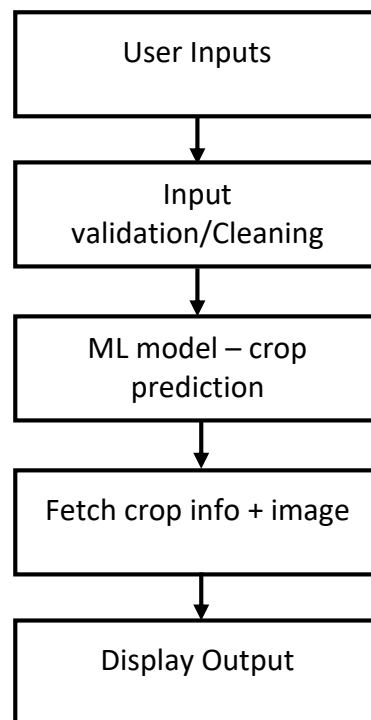 User Inputs
Input
validation/Cleaning
ML model – crop
prediction
Fetch crop info + image
Display Output